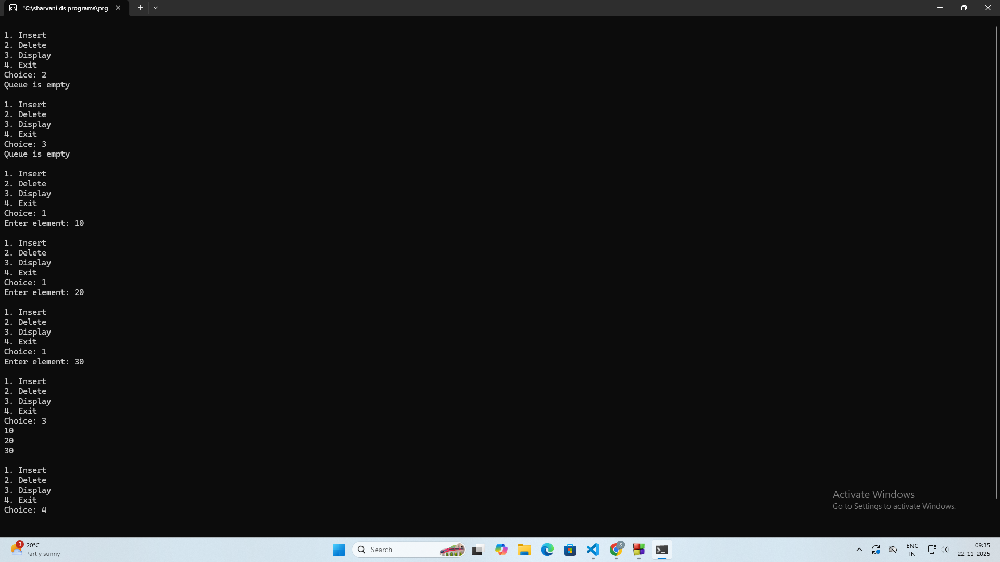 "C:\sharvani ds programs\prg
1. Insert
2. Delete
3. Display
4. Exit
Choice: 2
Queue is empty
1. Insert
2. Delete
3. Display
4. Exit
Choice: 3
Queue is empty
1. Insert
2. Delete
3. Display
4. Exit
Choice: 1
Enter element: 10
1. Insert
2. Delete
3. Display
4. Exit
Choice: 1
Enter element: 20
1. Insert
2. Delete
3. Display
4. Exit
Choice: 1
Enter element: 30
1. Insert
2. Delete
3. Display
4. Exit
Choice: 3
10
20
30
1. Insert
2. Delete
3. Display
4. Exit
Choice: 4
Activate Windows
Go to Settings to activate Windows.
3
20°C
Partly sunny
Search
S
ENG
IN
09:35
22-11-2025